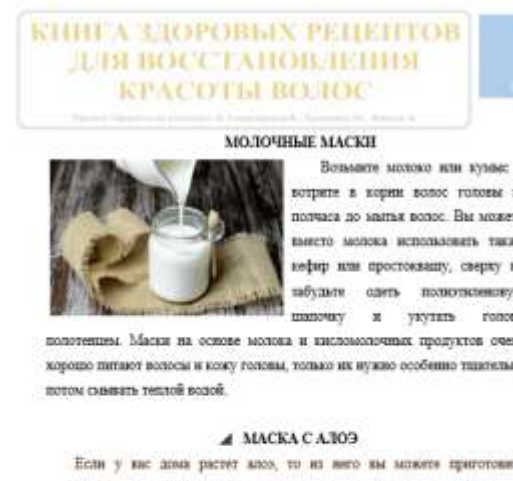 КНИГА ЗДОРОВЫХ РЕЦЕПТОВ
ДЛЯ ВОССТАНОВЛЕНИЯ
КРАСОТЫ ВОЛОС
МОЛОЧНЫЕ МАСКИ
Возьмите молоко или кумыс
вотрите в корни волос головы
полчаса до мытья волос. Вы може
вместо молока использовать так
кефир или простоквашу, сверху
забудьте одеть полиэтиленову
шапочку и укутать голо
полотенцем. Маски на основе молока и кисломолочных продуктов оче
хорошо питают волосы и кожу головы, только их нужно особенно тщатель
потом смывать теплой водой.
МАСКА С АЛОЭ
Если у вас дома растет алоэ, то из него вы можете приготови